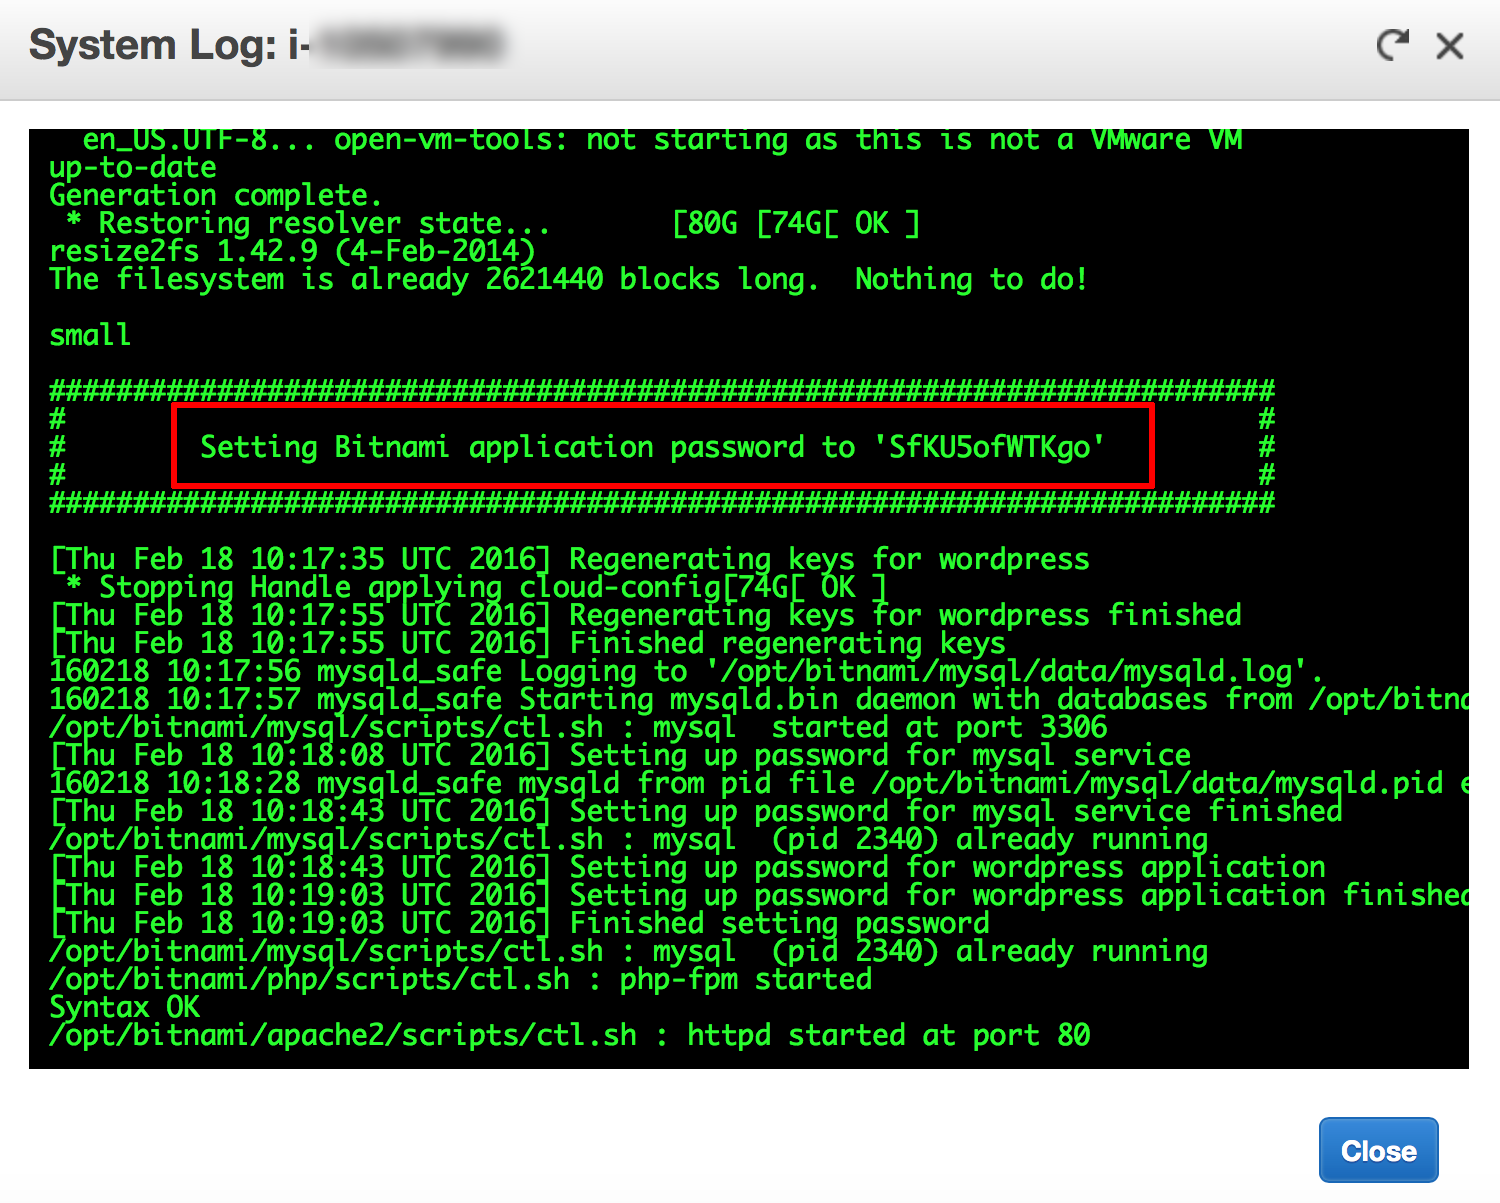 System Log: i-
en_US.UTF-8... open-vm-tools: not starting as this is not a VMware VM
up-to-date
Generation complete.
 * Restoring resolver state...       [80G [74G[ OK ]
resize2fs 1.42.9 (4-Feb-2014)
The filesystem is already 2621440 blocks long.  Nothing to do!
small
#########################################################################
#                                                                       #
#        Setting Bitnami application password to 'SfKU5ofWTKgo'         #
#                                                                       #
#########################################################################
[Thu Feb 18 10:17:35 UTC 2016] Regenerating keys for wordpress
 * Stopping Handle applying cloud-config[74G[ OK ]
[Thu Feb 18 10:17:55 UTC 2016] Regenerating keys for wordpress finished
[Thu Feb 18 10:17:55 UTC 2016] Finished regenerating keys
160218 10:17:56 mysqld_safe Logging to '/opt/bitnami/mysql/data/mysqld.log'.
160218 10:17:57 mysqld_safe Starting mysqld.bin daemon with databases from /opt/bitna
/opt/bitnami/mysql/scripts/ctl.sh : mysql  started at port 3306
[Thu Feb 18 10:18:08 UTC 2016] Setting up password for mysql service
160218 10:18:28 mysqld_safe mysqld from pid file /opt/bitnami/mysql/data/mysqld.pid e
[Thu Feb 18 10:18:43 UTC 2016] Setting up password for mysql service finished
/opt/bitnami/mysql/scripts/ctl.sh : mysql  (pid 2340) already running
[Thu Feb 18 10:18:43 UTC 2016] Setting up password for wordpress application
[Thu Feb 18 10:19:03 UTC 2016] Setting up password for wordpress application finished
[Thu Feb 18 10:19:03 UTC 2016] Finished setting password
/opt/bitnami/mysql/scripts/ctl.sh : mysql  (pid 2340) already running
/opt/bitnami/php/scripts/ctl.sh : php-fpm started
Syntax OK
/opt/bitnami/apache2/scripts/ctl.sh : httpd started at port 80
Close